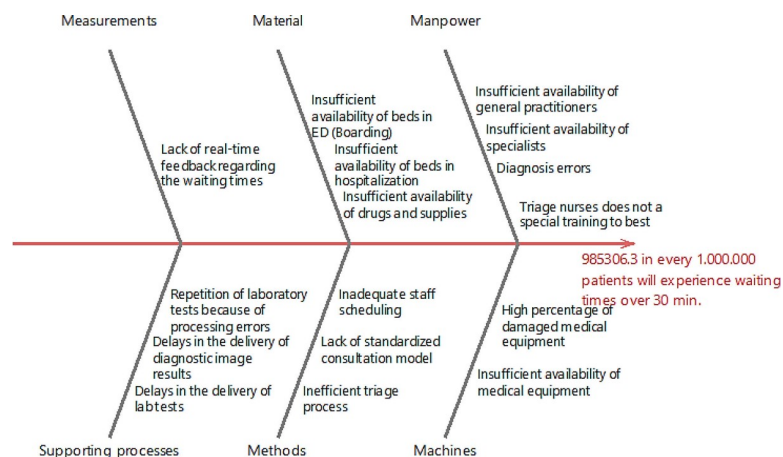 Measurements
Material
Manpower
Lack of real-time
feedback regarding
the waiting times
Insufficient
availability of beds in
ED (Boarding)
Insufficient
availability of beds in
hospitalization
Insufficient availability
of drugs and supplies
Insufficient availability of
general practitioners
Insufficient availability of
specialists
Diagnosis errors
Triage nurses does not a
special training to best
985306.3 in every 1.000.000
patients will experience waiting
times over 30 min.
Repetition of laboratory
tests because of
processing errors
Delays in the delivery of
diagnostic image
results
Delays in the delivery of
lab tests
Inadequate staff
scheduling
Lack of standardized
consultation model
Inefficient triage
process
High percentage of
damaged medical
equipment
Insufficient availability of
medical equipment
Supporting processes
Methods
Machines